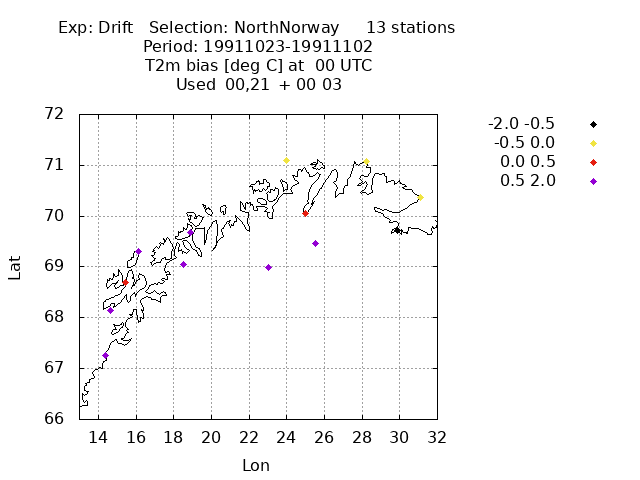 Exp: Drift Selection: NorthNorway 13 stations
Period: 19911023-19911102
T2m bias [deg C] at 00 UTC
Used 00,21 + 00 03
-2.0 -0.5
-0.5 0.0
0.0 0.5
0.5 2.0
72
71
70
69
68
67
66
Lat
14 16 18 20 22 24 26 28 30 32
Lon